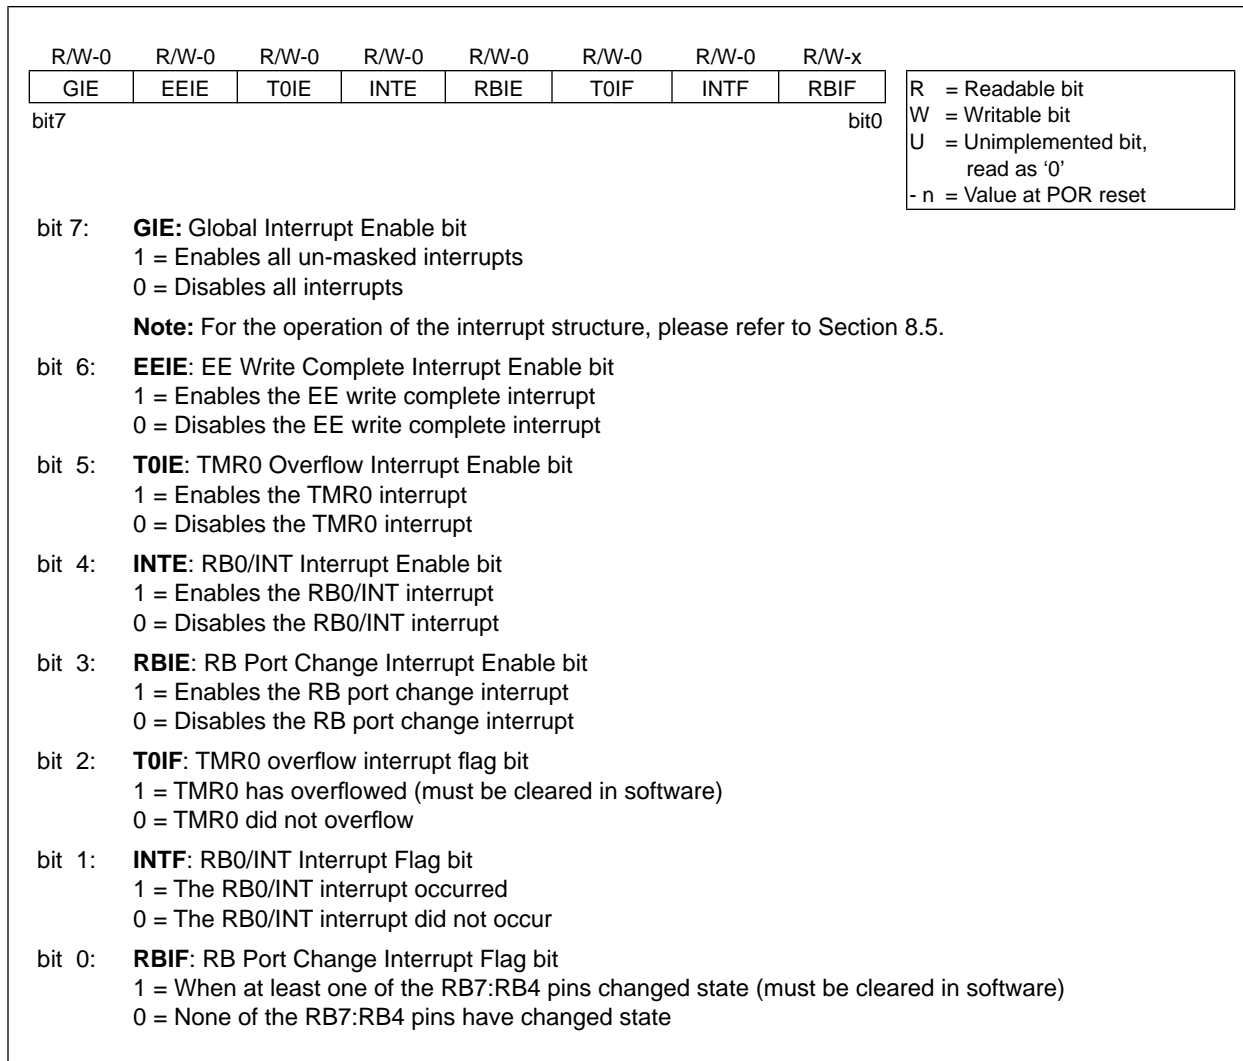 R/W-0 R/W-0 R/W-0 R/W-0 R/W-0 R/W-0 R/W-0 R/W-x
GIE EEIE T0IE INTE RBIE T0IF INTF RBIF
bit7 bit0
R = Readable bit
W = Writable bit
U = Unimplemented bit,
read as ‘0’
- n = Value at POR reset
bit 7: GIE: Global Interrupt Enable bit
1 = Enables all un-masked interrupts
0 = Disables all interrupts
Note: For the operation of the interrupt structure, please refer to Section 8.5.
bit 6: EEIE: EE Write Complete Interrupt Enable bit
1 = Enables the EE write complete interrupt
0 = Disables the EE write complete interrupt
bit 5: T0IE: TMR0 Overflow Interrupt Enable bit
1 = Enables the TMR0 interrupt
0 = Disables the TMR0 interrupt
bit 4: INTE: RB0/INT Interrupt Enable bit
1 = Enables the RB0/INT interrupt
0 = Disables the RB0/INT interrupt
bit 3: RBIE: RB Port Change Interrupt Enable bit
1 = Enables the RB port change interrupt
0 = Disables the RB port change interrupt
bit 2: T0IF: TMR0 overflow interrupt flag bit
1 = TMR0 has overflowed (must be cleared in software)
0 = TMR0 did not overflow
bit 1: INTF: RB0/INT Interrupt Flag bit
1 = The RB0/INT interrupt occurred
0 = The RB0/INT interrupt did not occur
bit 0: RBIF: RB Port Change Interrupt Flag bit
1 = When at least one of the RB7:RB4 pins changed state (must be cleared in software)
0 = None of the RB7:RB4 pins have changed state